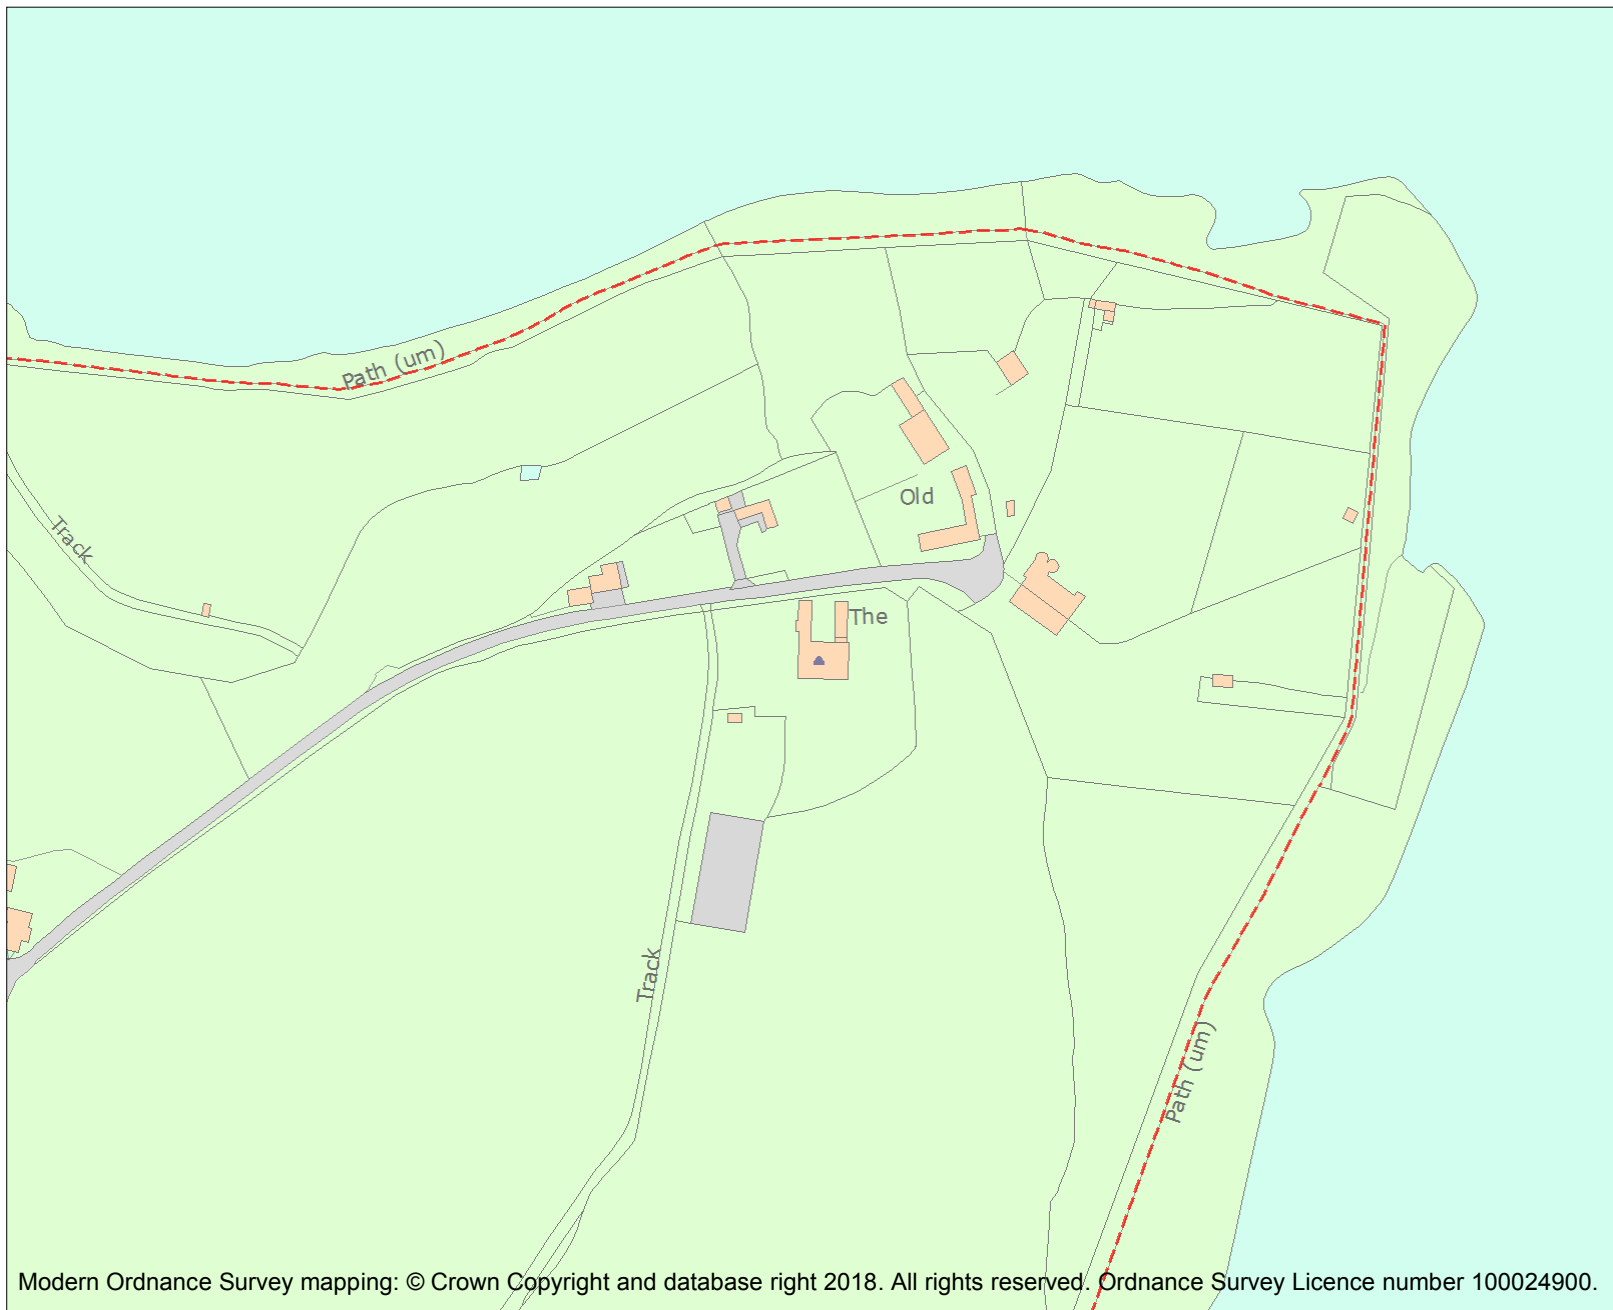 Path (um)
Old
Track
The
Track
Path (um)
Modern Ordnance Survey mapping: © Crown Copyright and database right 2018. All rights reserved. Ordnance Survey Licence number 100024900.